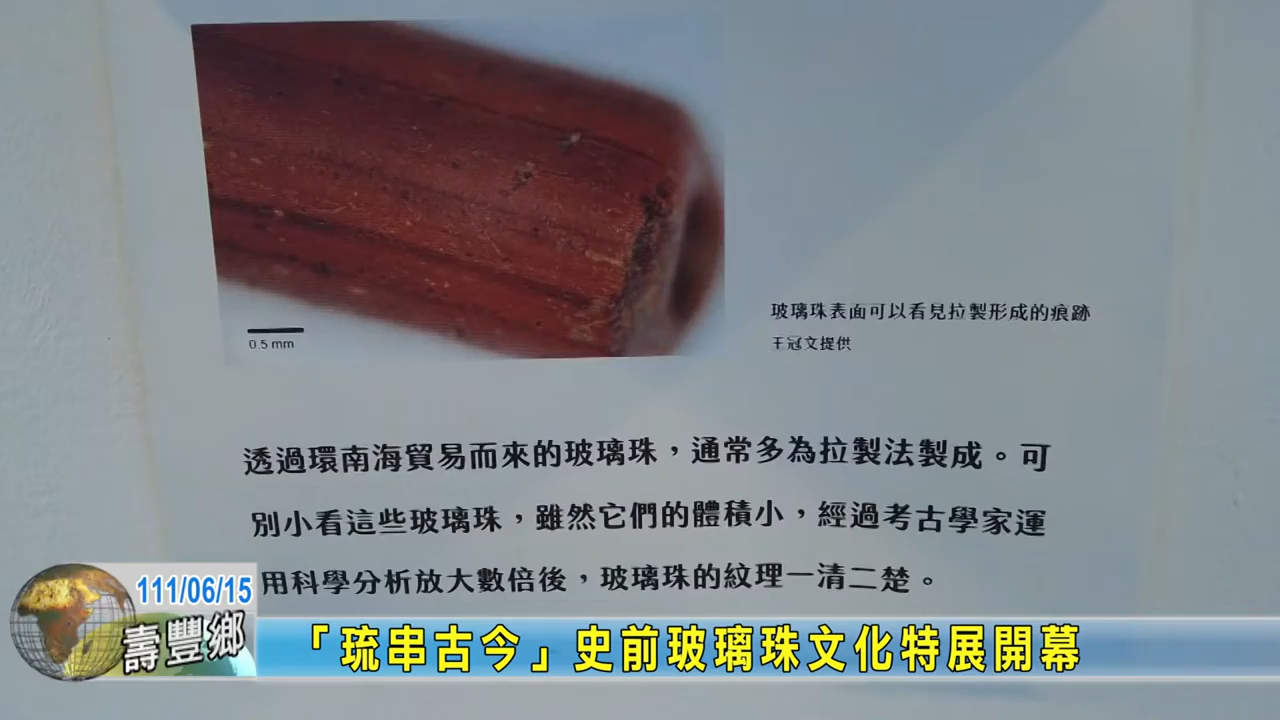 0.5 mm
玻璃珠表面可以看見拉製形成的痕跡
王冠文提供
透過環南海貿易而來的玻璃珠，通常多為拉製法製成。可
別小看這些玻璃珠，雖然它們的體積小，經過考古學家運
用科學分析放大數倍後，玻璃珠的紋理一清二楚。
111/06/15
壽豐鄉
「琉串古今」史前玻璃珠文化特展開幕